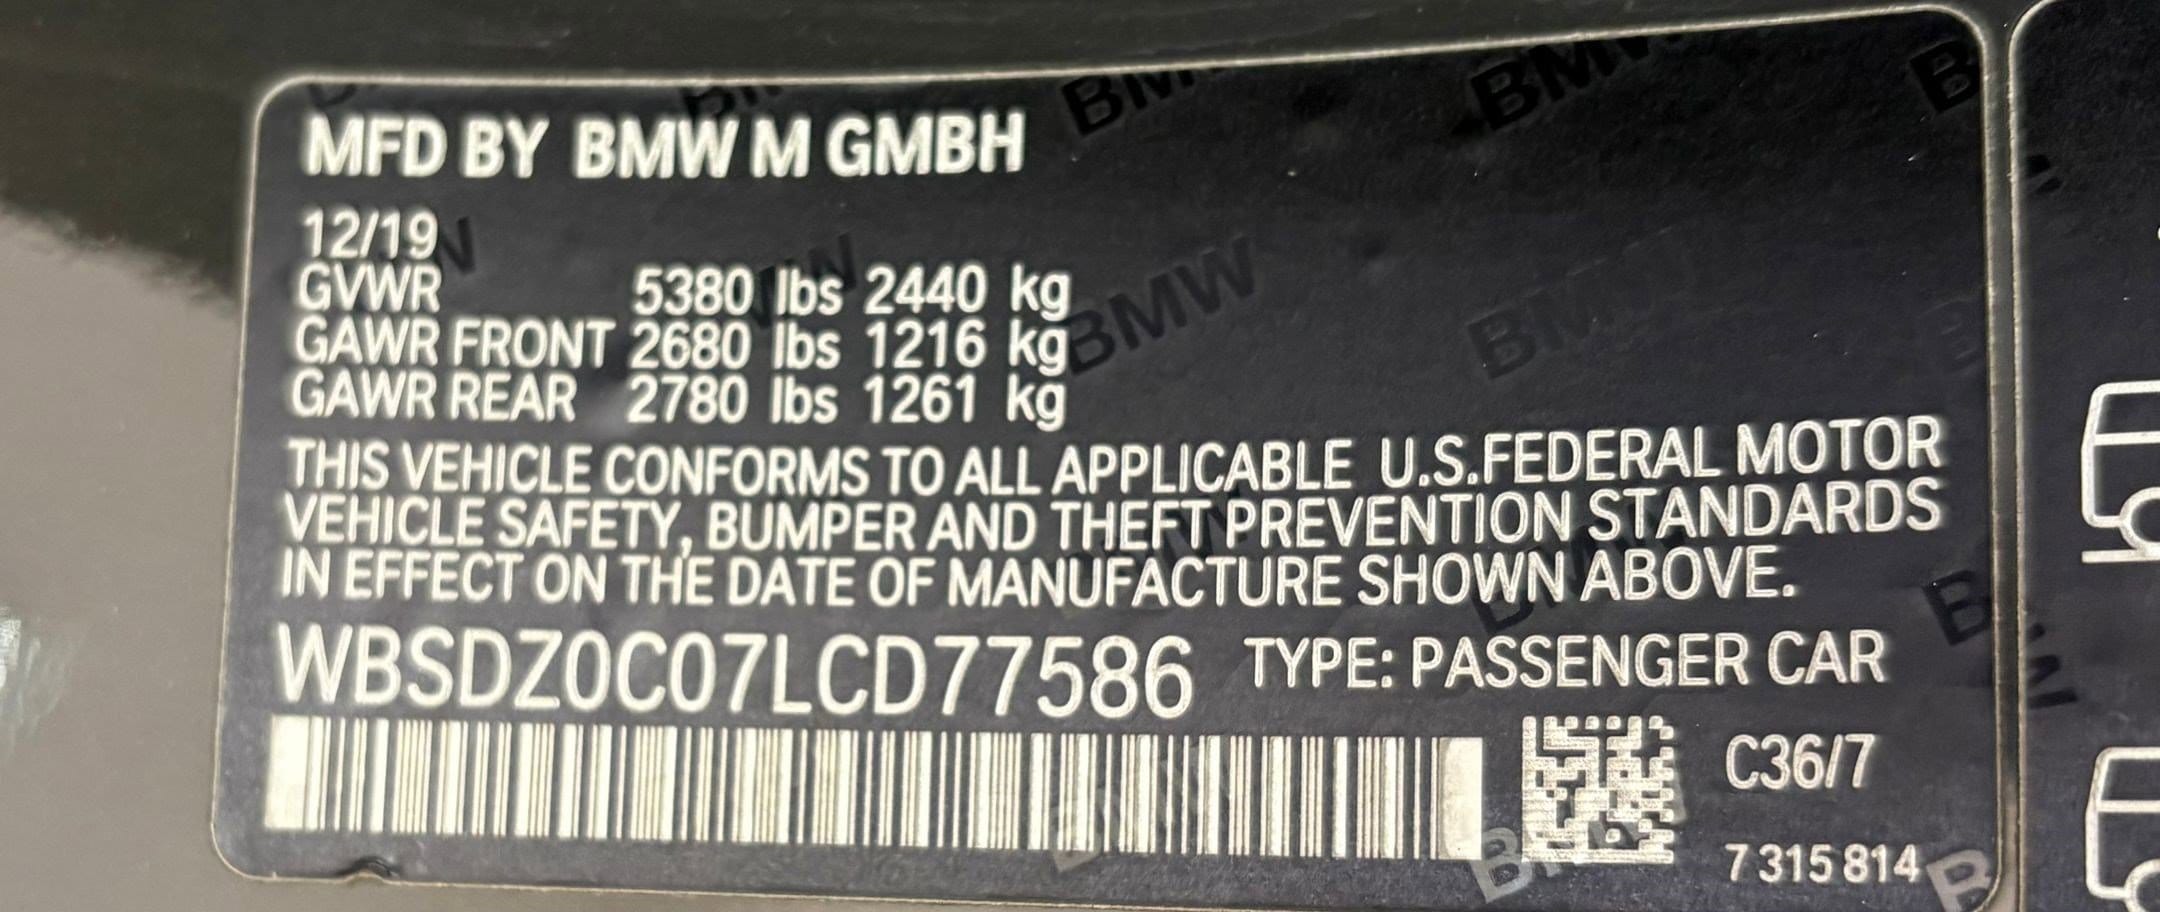 MFD BY BMW M GMBH
12/19
GVWR 5380 lbs 2440 kg
GAWR FRONT 2680 lbs 1216 kg
GAWR REAR 2780 lbs 1261 kg
THIS VEHICLE CONFORMS TO ALL APPLICABLE U.S.FEDERAL MOTOR
VEHICLE SAFETY, BUMPER AND THEFT PREVENTION STANDARDS
IN EFFECT ON THE DATE OF MANUFACTURE SHOWN ABOVE.
WBSDZ0C07LCD77586 TYPE: PASSENGER CAR
C36/7
7 315 814